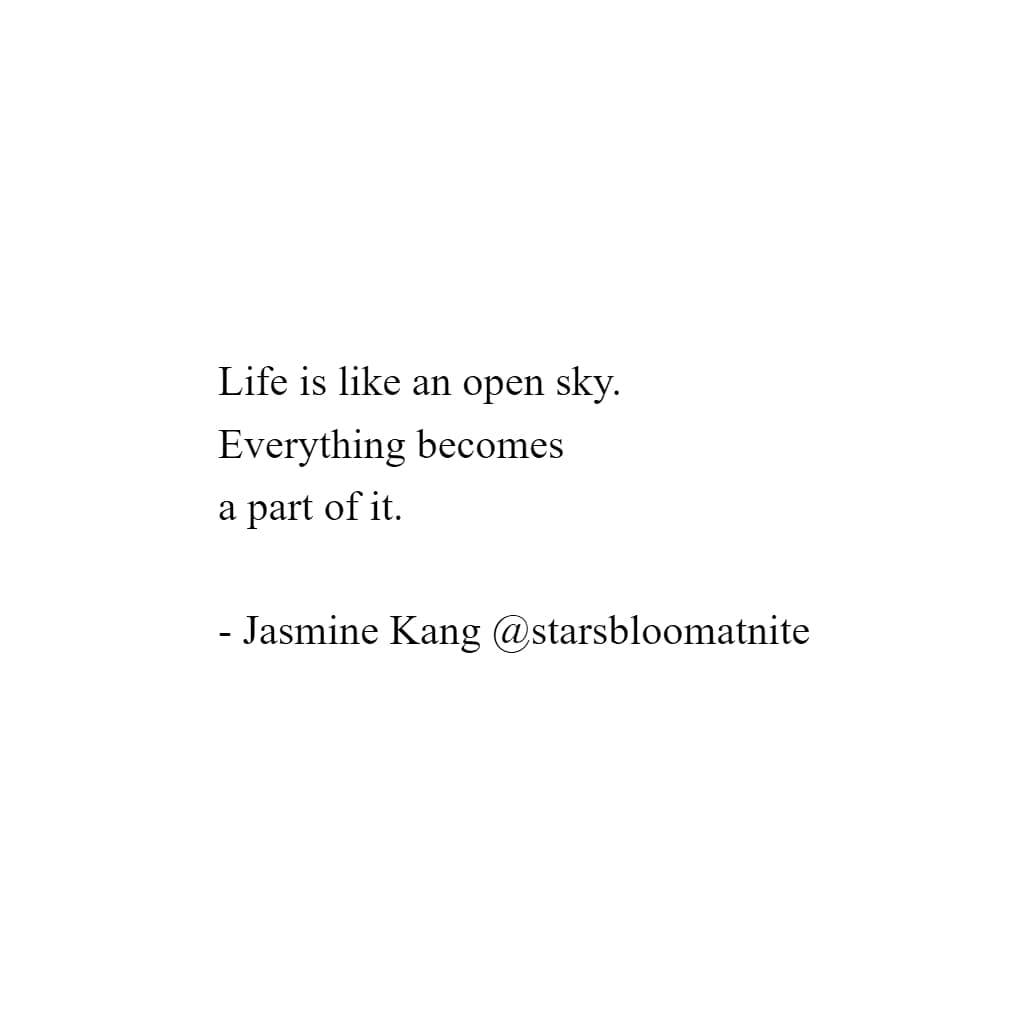 Life is like an open sky.
Everything becomes
a part of it.
- Jasmine Kang @starsbloomatnite